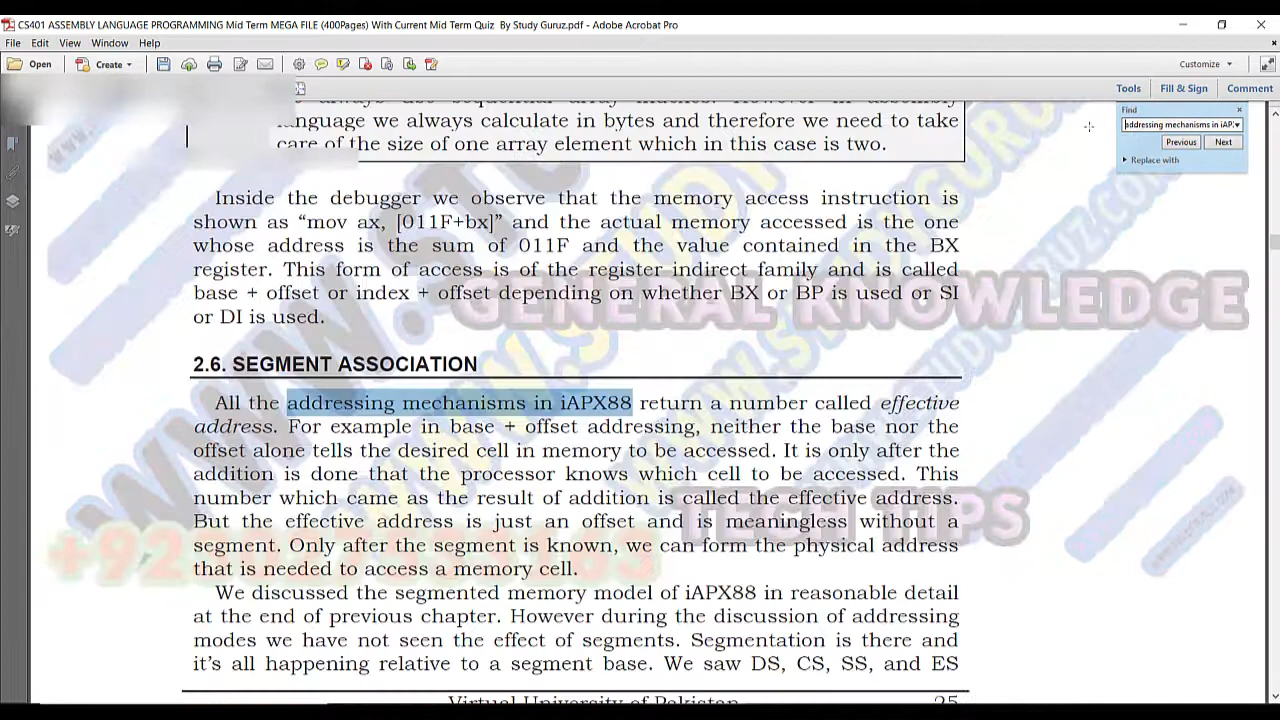 CS401 ASSEMBLY LANGUAGE PROGRAMMING Mid Term MEGA FILE (400Pages) With Current Mid Term Quiz By Study Guruz.pdf - Adobe Acrobat Pro
File Edit View Window Help
Open Create Customize
Tools Fill & Sign Comment
Find
addressing mechanisms in iAP
Previous Next
Replace with
language we always calculate in bytes and therefore we need to take
care of the size of one array element which in this case is two.
Inside the debugger we observe that the memory access instruction is
shown as “mov ax, [011F+bx]” and the actual memory accessed is the one
whose address is the sum of 011F and the value contained in the BX
register. This form of access is of the register indirect family and is called
base + offset or index + offset depending on whether BX or BP is used or SI
or DI is used.
GENERAL KNOWLEDGE
2.6. SEGMENT ASSOCIATION
All the addressing mechanisms in iAPX88 return a number called effective
address. For example in base + offset addressing, neither the base nor the
offset alone tells the desired cell in memory to be accessed. It is only after the
addition is done that the processor knows which cell to be accessed. This
number which came as the result of addition is called the effective address.
But the effective address is just an offset and is meaningless without a
segment. Only after the segment is known, we can form the physical address
that is needed to access a memory cell.
TECH TIPS
We discussed the segmented memory model of iAPX88 in reasonable detail
at the end of previous chapter. However during the discussion of addressing
modes we have not seen the effect of segments. Segmentation is there and
it’s all happening relative to a segment base. We saw DS, CS, SS, and ES
Virtual University of Pakistan 25